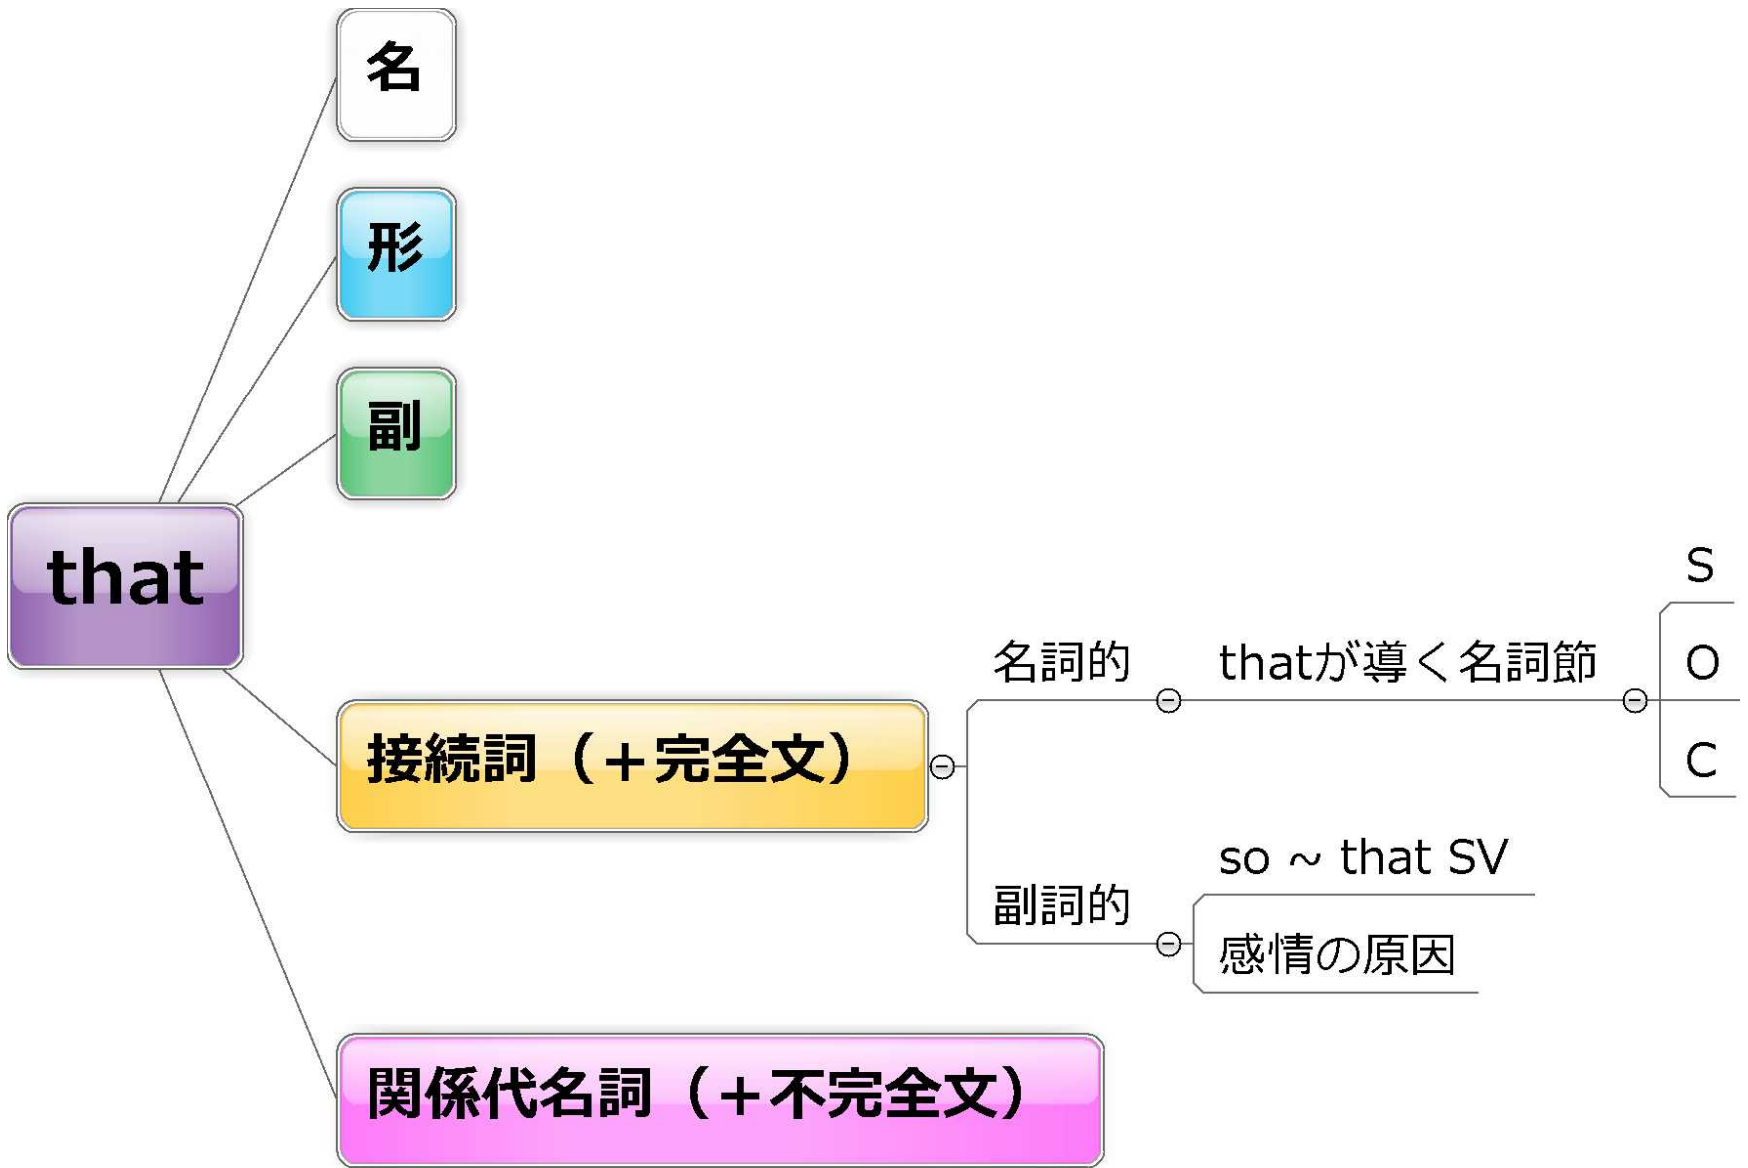 名
形
副
that
接続詞（＋完全文）
名詞的
thatが導く名詞節
S
O
C
副詞的
so ~ that SV
感情の原因
関係代名詞（＋不完全文）